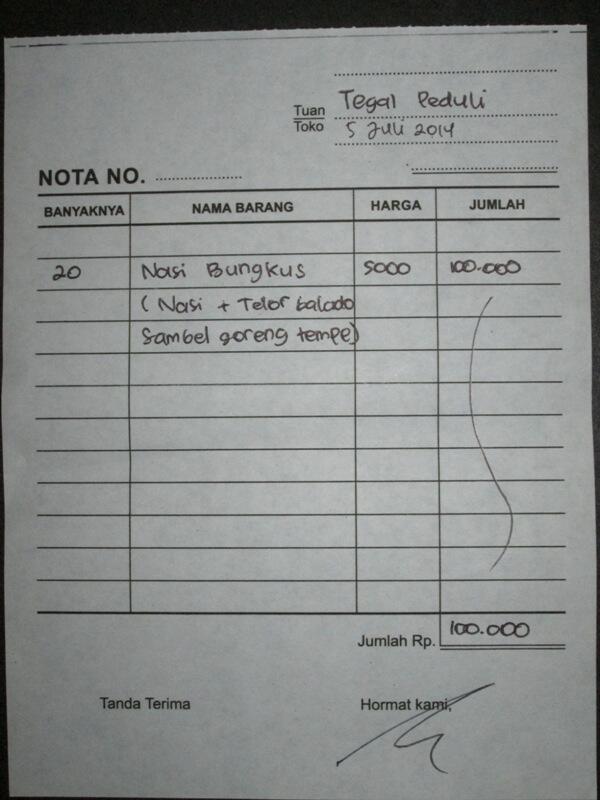 Tuan Tegal Peduli
Toko 5 Juli 2014
NOTA NO.
BANYAKNYA NAMA BARANG HARGA JUMLAH
20 Nasi Bungkus 5000 100.000
( Nasi + Telor balado
Sambel goreng tempe)
Jumlah Rp. 100.000
Tanda Terima Hormat kami,